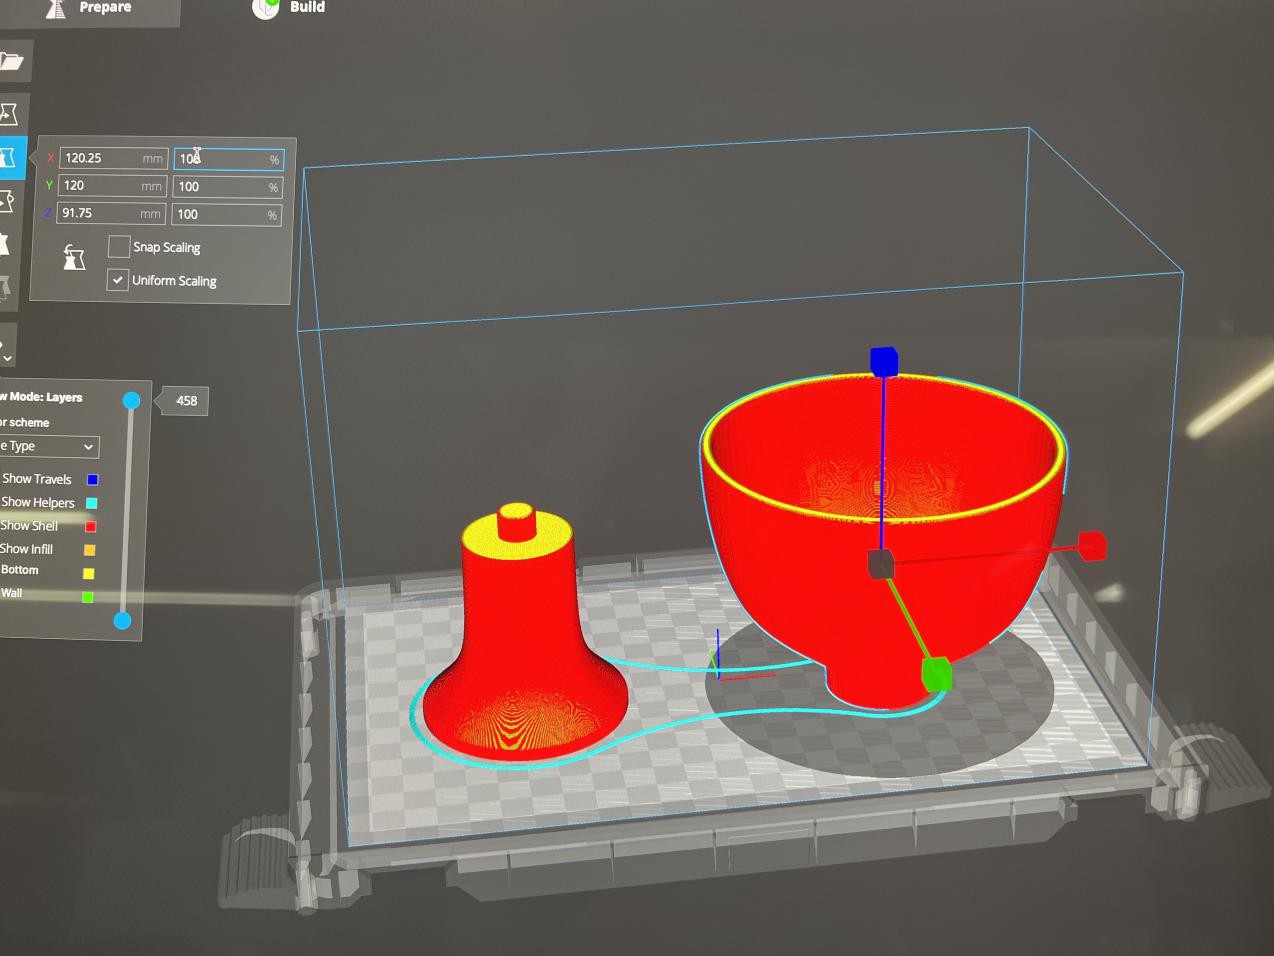 Prepare
Build
X 120.25 mm 100 %
Y 120 mm 100 %
Z 91.75 mm 100 %
Snap Scaling
Uniform Scaling
w Mode: Layers
458
or scheme
e Type
Show Travels
Show Helpers
Show Shell
Show Infill
Bottom
Wall